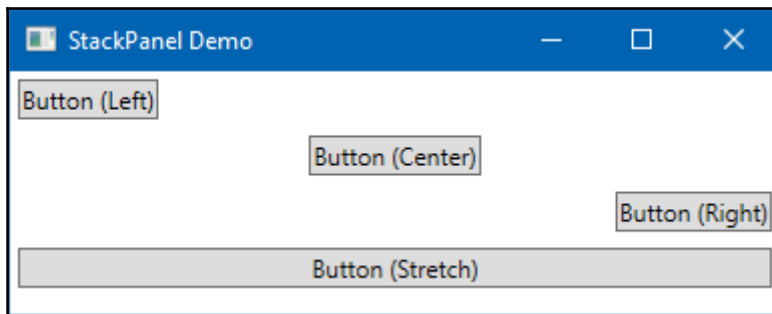 StackPanel Demo
Button (Left)
Button (Center)
Button (Right)
Button (Stretch)